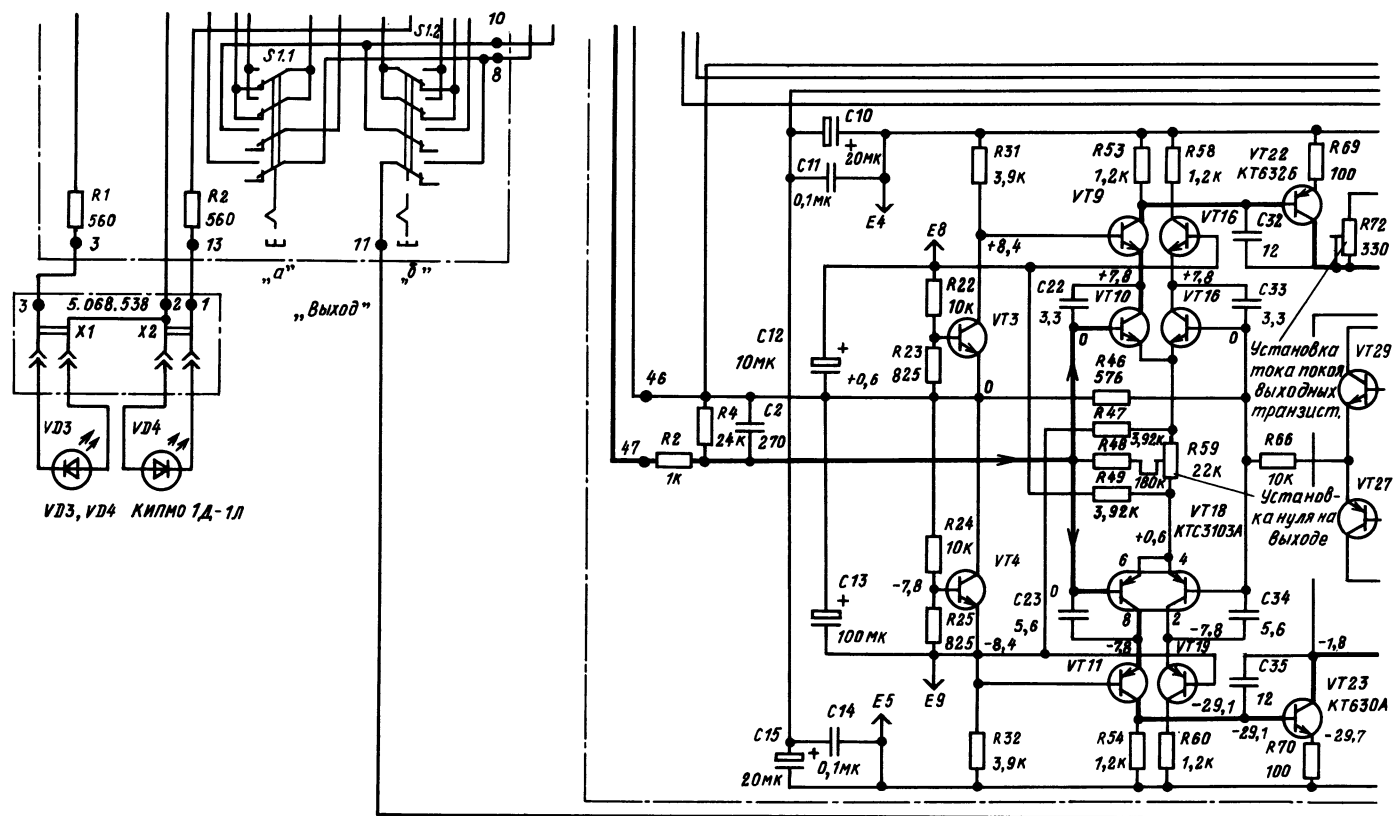 10
S1.1
S1.2
8
R1
560
R2
560
3
13
11
„а"
„б"
„Выход"
3
5.068.538
2
1
X1
X2
VD3
VD4
VD3, VD4 КИПМО 1Д-1Л
C10
+
20мк
C11
0,1мк
E4
R31
3,9к
R53
1,2к
R58
1,2к
VT22
КТ632Б
R69
100
VT9
VT16
C32
12
R72
330
E8
+8,4
R22
10к
VT3
+7,8
+7,8
C22
3,3
VT10
VT16
C33
3,3
0
0
C12
10мк
+
+0,6
R23
825
0
R46
576
Установка
тока покоя
выходных
транзист.
VT29
46
R4
24к
C2
270
R47
3,92к
R48
180к
R59
22к
R66
10к
47
R2
1к
R49
3,92к
Установ-
ка нуля на
выходе
VT27
VT18
КТС3103А
+0,6
R24
10к
VT4
6
4
-7,8
C13
+
100мк
R25
825
C23
5,6
0
8
2
C34
5,6
-8,4
-7,8
-7,8
-1,8
VT11
VT19
C35
12
VT23
КТ630А
E9
E5
-29,1
-29,1
-29,7
C14
0,1мк
C15
+
20мк
R32
3,9к
R54
1,2к
R60
1,2к
R70
100